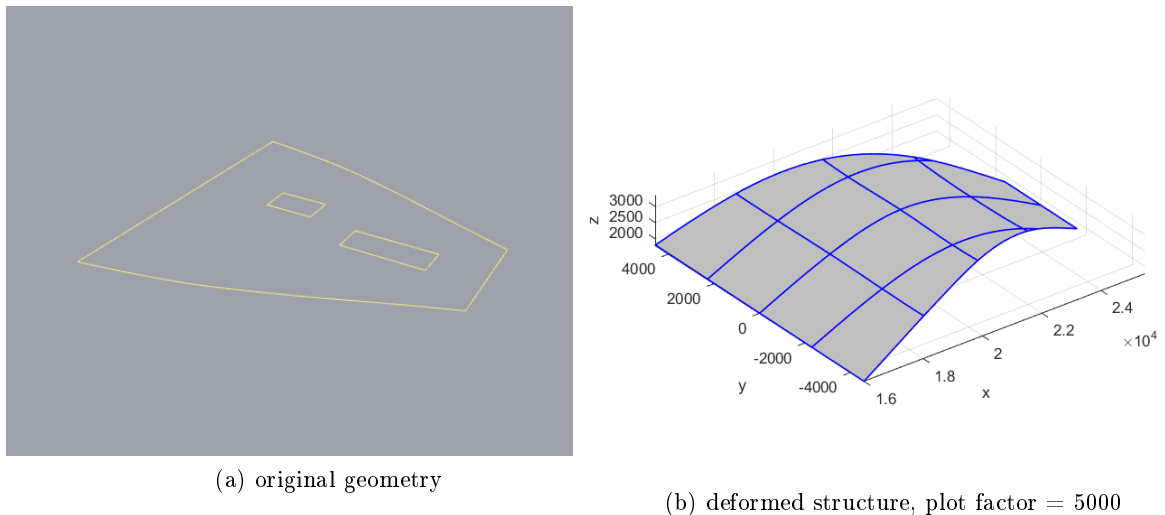 3000
2500
2000
z
4000
2000
0
-2000
-4000
y
1.6
1.8
2
2.2
2.4
×10⁴
x
(a) original geometry
(b) deformed structure, plot factor = 5000